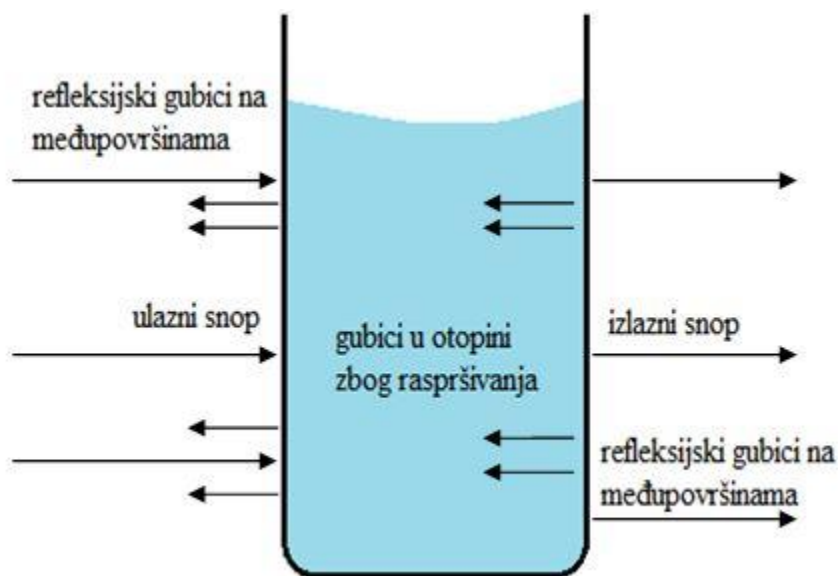 refleksijski gubici na
međupovršinama
ulazni snop
gubici u otopini
zbog raspršivanja
izlazni snop
refleksijski gubici na
međupovršinama